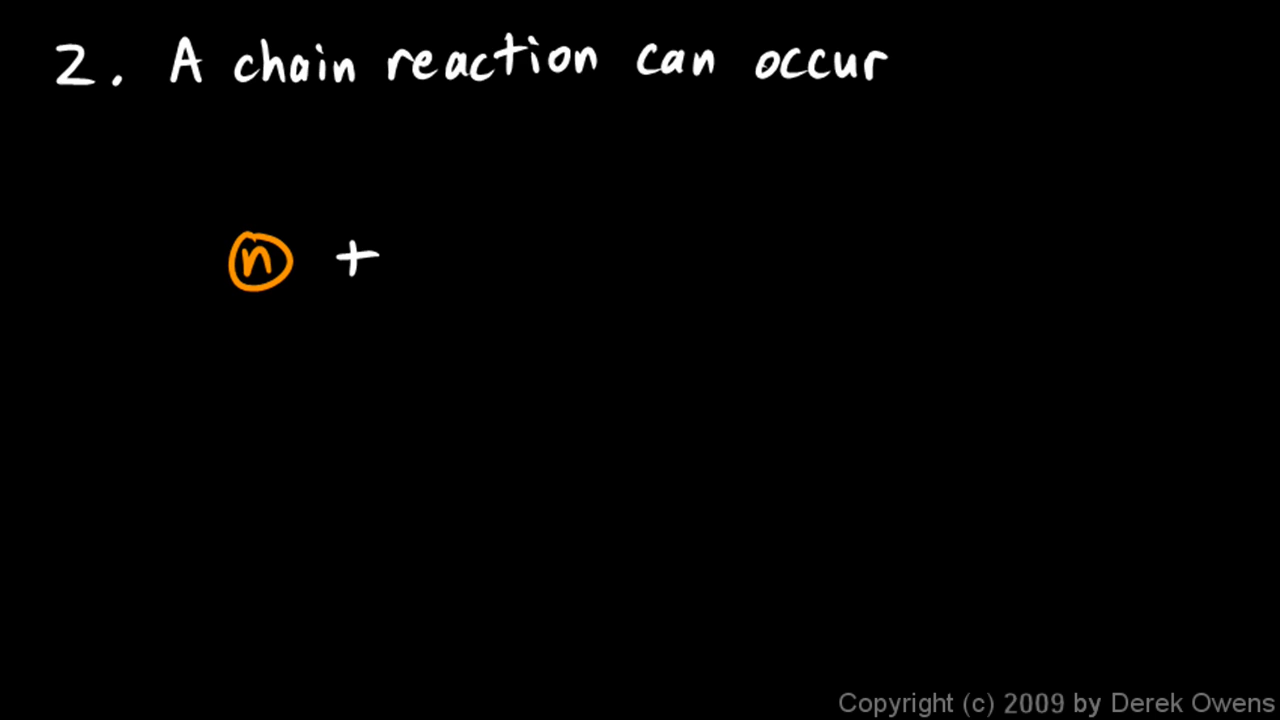 2. A chain reaction can occur
n +
Copyright (c) 2009 by Derek Owens